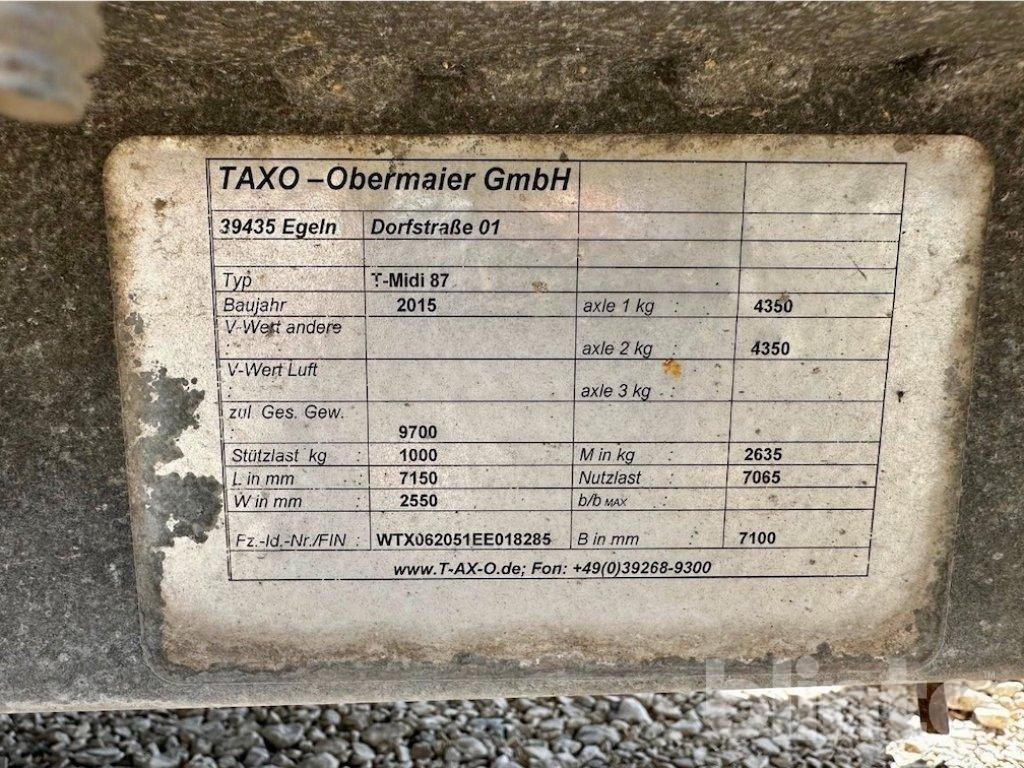 TAXO –Obermaier GmbH
39435 Egeln Dorfstraße 01
Typ T-Midi 87
Baujahr 2015 axle 1 kg : 4350
V-Wert andere
: axle 2 kg : 4350
V-Wert Luft
: axle 3 kg : -
zul. Ges. Gew.
9700
Stützlast kg : 1000 M in kg : 2635
L in mm : 7150 Nutzlast : 7065
W in mm : 2550 b/b MAX :
Fz.-Id.-Nr./FIN : WTX062051EE018285 B in mm : 7100
www.T-AX-O.de; Fon: +49(0)39268-9300